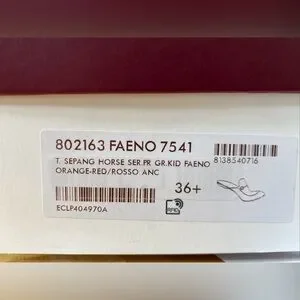 802163 FAENO 7541
T. SEPANG HORSE SER.PR GR.KID FAENO
ORANGE-RED/ROSSO ANC
8138540716
36+
ECLP404970A